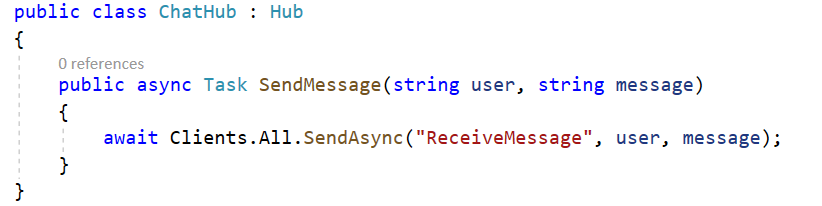 public class ChatHub : Hub
{
0 references
public async Task SendMessage(string user, string message)
{
await Clients.All.SendAsync("ReceiveMessage", user, message);
}
}